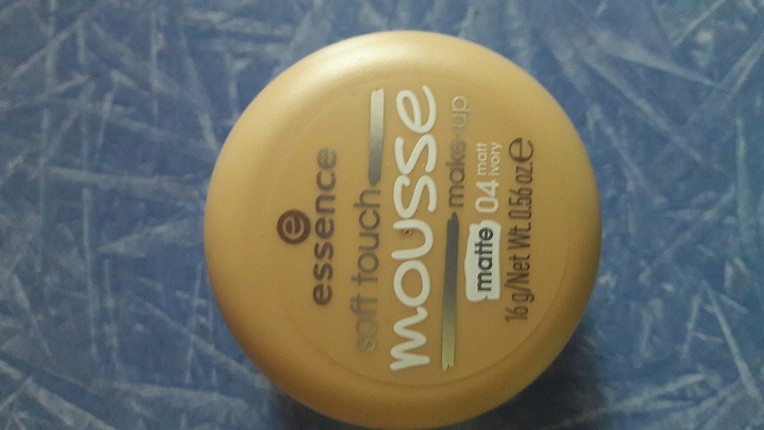 e
essence
soft touch
mousse
make-up
matte 04 matt ivory
16 g/Net Wt. 0.56 oz.℮